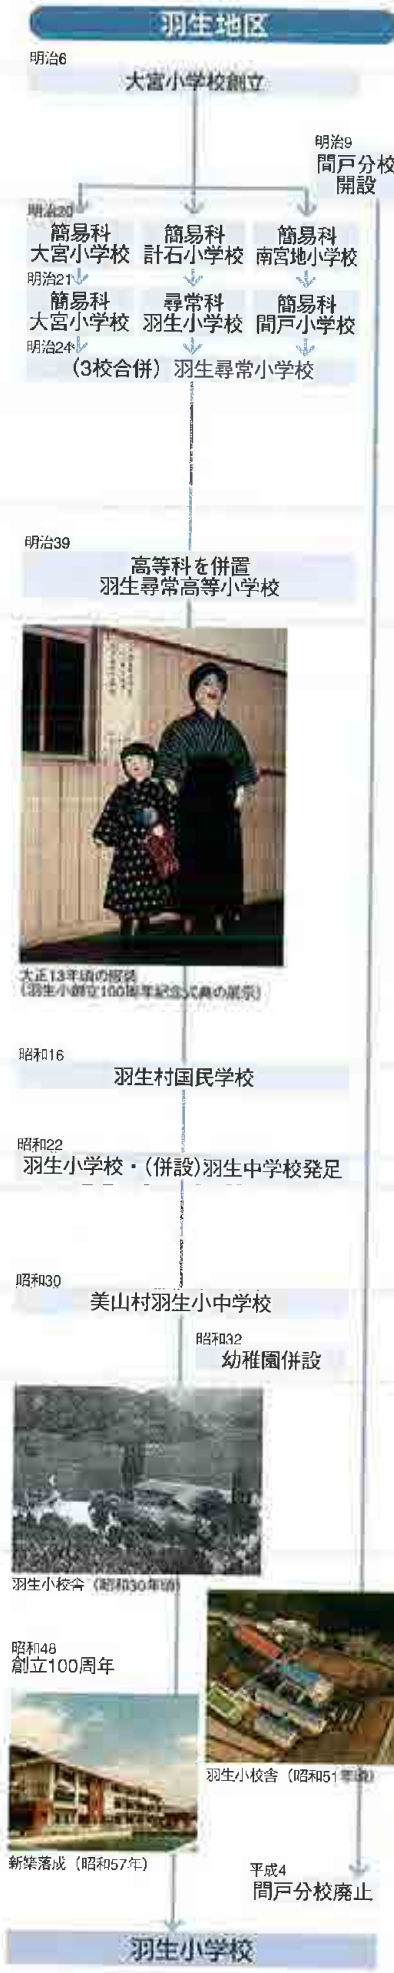 羽生地区
明治6
大宮小学校創立
明治9
間戸分校
開設
明治20
簡易科
大宮小学校
簡易科
計石小学校
簡易科
南宮地小学校
明治21
簡易科
大宮小学校
尋常科
羽生小学校
簡易科
間戸小学校
明治24
(3校合併) 羽生尋常小学校
明治39
高等科を併置
羽生尋常高等小学校
大正13年頃の服装
(羽生小創立100周年記念式典の展示)
昭和16
羽生村国民学校
昭和22
羽生小学校・(併設)羽生中学校発足
昭和30
美山村羽生小中学校
昭和32
幼稚園併設
羽生小校舎 (昭和30年頃)
昭和48
創立100周年
羽生小校舎 (昭和51年頃)
新築落成 (昭和57年)
平成4
間戸分校廃止
羽生小学校